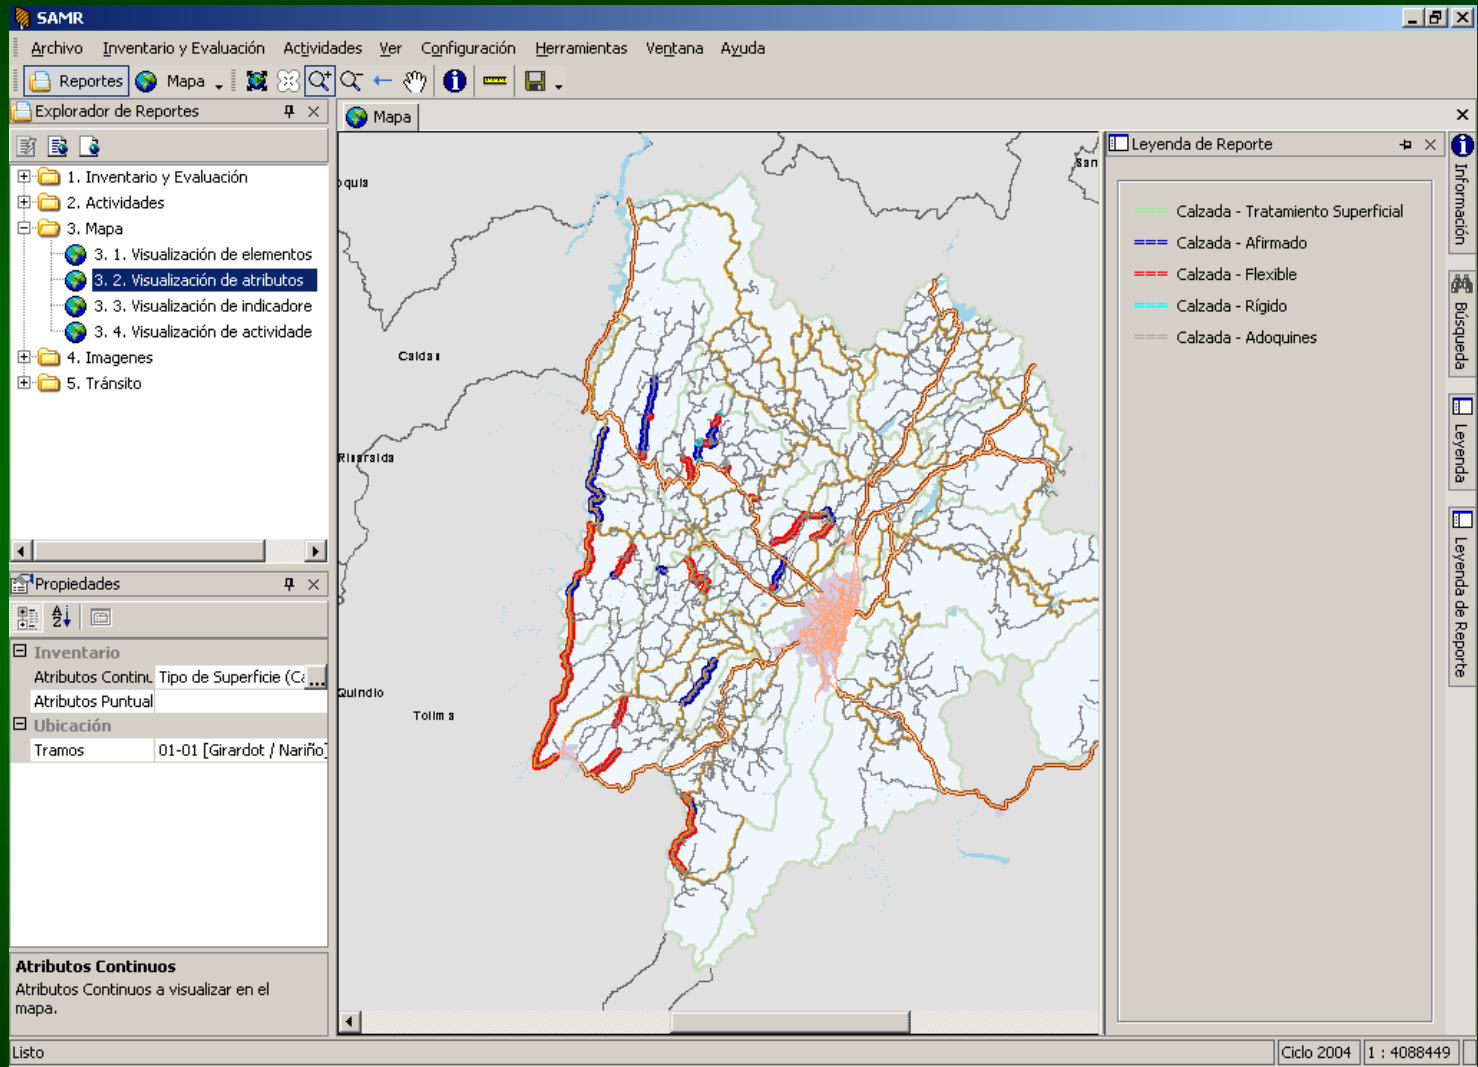 SAMR
Archivo Inventario y Evaluación Actividades Ver Configuración Herramientas Ventana Ayuda
Reportes Mapa
Explorador de Reportes
1. Inventario y Evaluación
2. Actividades
3. Mapa
3. 1. Visualización de elementos
3. 2. Visualización de atributos
3. 3. Visualización de indicadore
3. 4. Visualización de actividade
4. Imagenes
5. Tránsito
Propiedades
Inventario
Atributos Continu Tipo de Superficie (Ca ...
Atributos Puntual
Ubicación
Tramos 01-01 [Girardot / Nariño]
Atributos Continuos
Atributos Continuos a visualizar en el
mapa.
Mapa
oquia
San
Caldas
Risaralda
Quindio
Tolima
Leyenda de Reporte
Calzada - Tratamiento Superficial
Calzada - Afirmado
Calzada - Flexible
Calzada - Rígido
Calzada - Adoquines
Información
Búsqueda
Leyenda
Leyenda de Reporte
Listo
Ciclo 2004 1 : 4088449